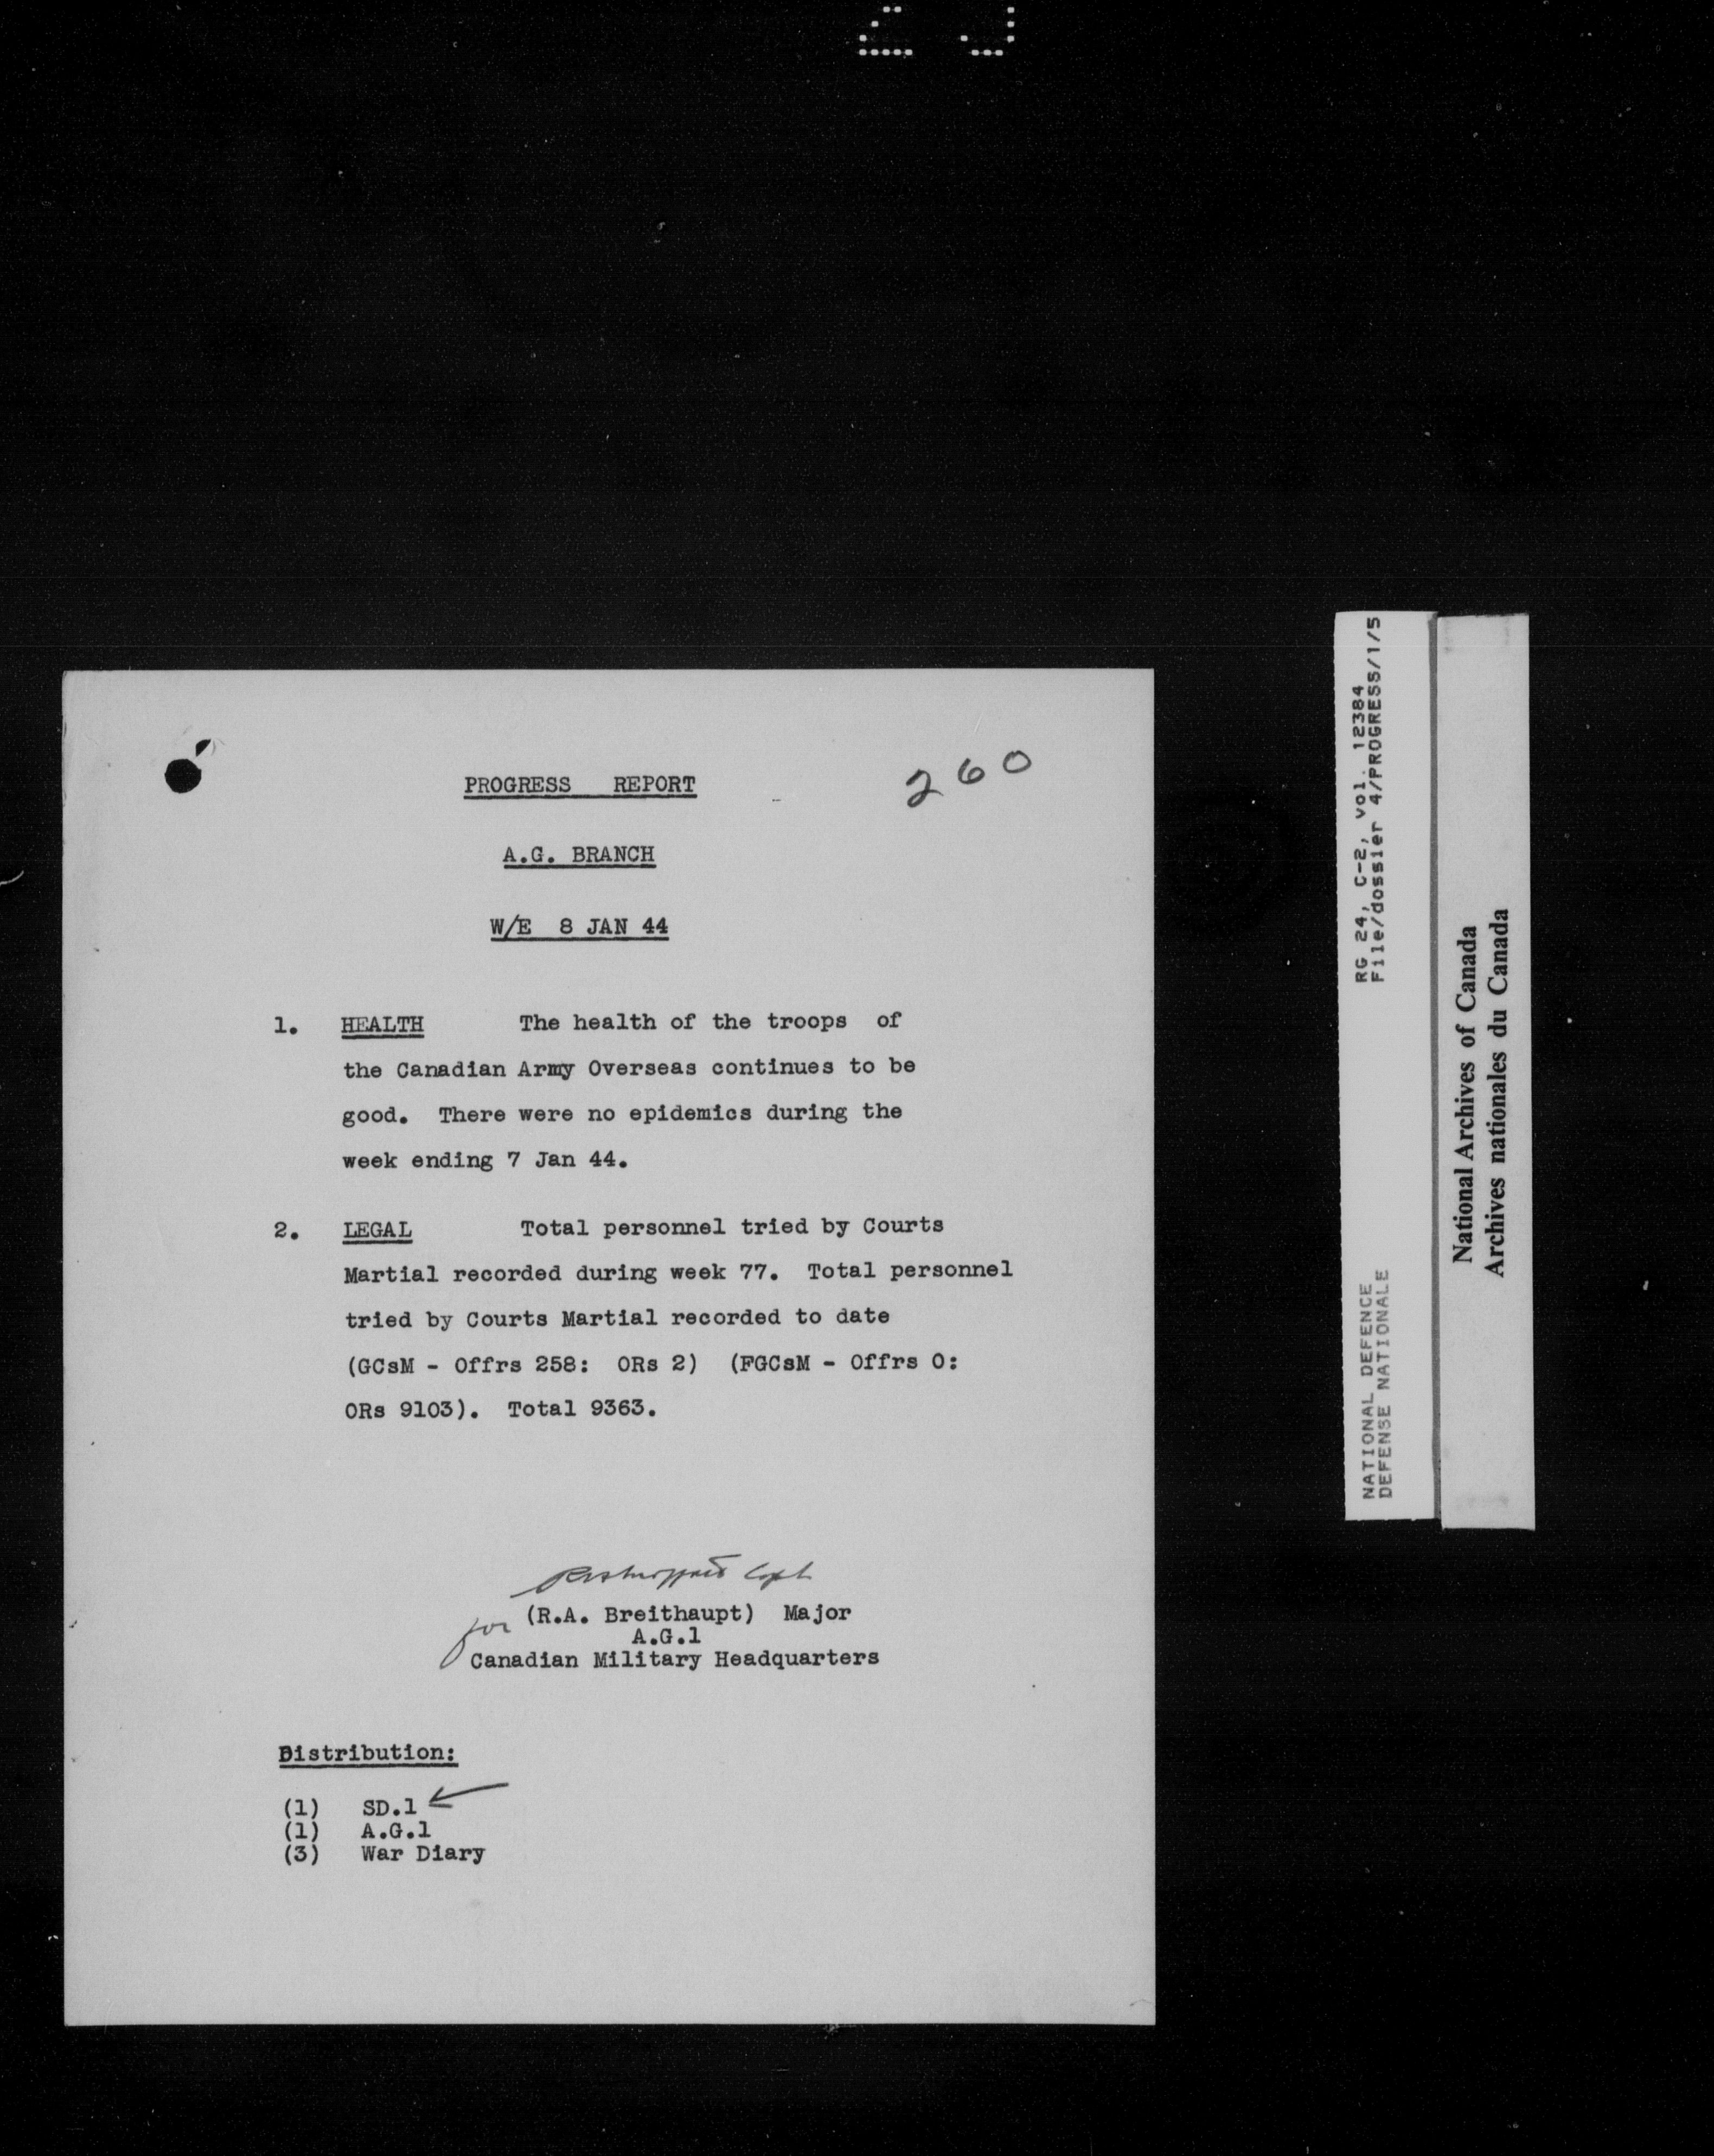 260
PROGRESS REPORT
A.G. BRANCH
W/E 8 JAN 44
1. HEALTH The health of the troops of
the Canadian Army Overseas continues to be
good. There were no epidemics during the
week ending 7 Jan 44.
2. LEGAL Total personnel tried by Courts
Martial recorded during week 77. Total personnel
tried by Courts Martial recorded to date
(GCsM - Offrs 258: ORs 2) (FGCsM - Offrs 0:
ORs 9103). Total 9363.
Capt
for (R.A. Breithaupt) Major
A.G.1
Canadian Military Headquarters
Distribution:
(1) SD.1
(1) A.G.1
(3) War Diary
RG 24, C-2, vol. 12384
File/dossier 4/PROGRESS/1/5
NATIONAL DEFENCE
DEFENSE NATIONALE
National Archives of Canada
Archives nationales du Canada